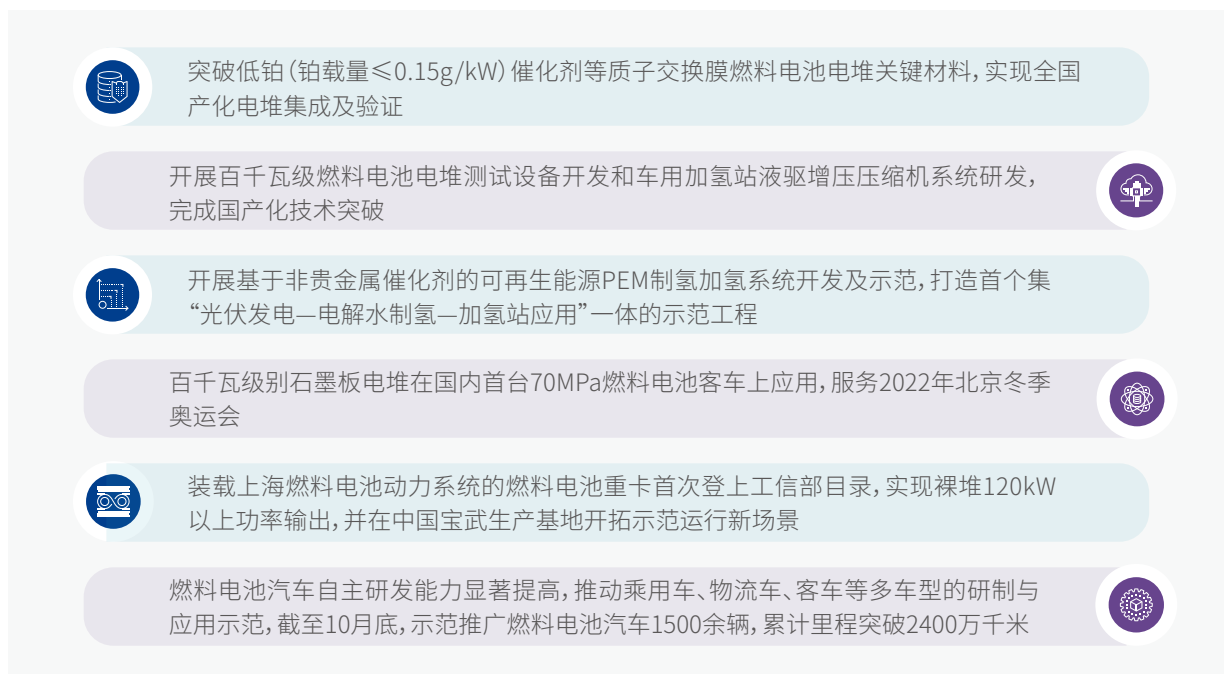 突破低铂（铂载量≤0.15g/kW）催化剂等质子交换膜燃料电池电堆关键材料，实现全国
产化电堆集成及验证
开展百千瓦级燃料电池电堆测试设备开发和车用加氢站液驱增压压缩机系统研发，
完成国产化技术突破
开展基于非贵金属催化剂的可再生能源PEM制氢加氢系统开发及示范，打造首个集
“光伏发电—电解水制氢—加氢站应用”一体的示范工程
百千瓦级别石墨板电堆在国内首台70MPa燃料电池客车上应用，服务2022年北京冬季
奥运会
装载上海燃料电池动力系统的燃料电池重卡首次登上工信部目录，实现裸堆120kW
以上功率输出，并在中国宝武生产基地开拓示范运行新场景
燃料电池汽车自主研发能力显著提高，推动乘用车、物流车、客车等多车型的研制与
应用示范，截至10月底，示范推广燃料电池汽车1500余辆，累计里程突破2400万千米